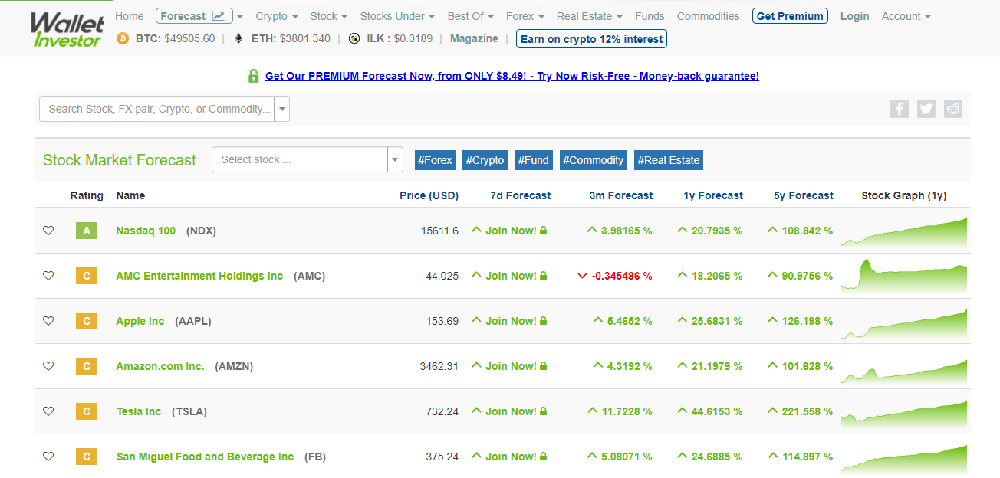 Wallet Investor
Home Forecast Crypto Stock Stocks Under Best Of Forex Real Estate Funds Commodities Get Premium Login Account
BTC: $49505.60 | ETH: $3801.340 | ILK : $0.0189 | Magazine | Earn on crypto 12% interest
Get Our PREMIUM Forecast Now, from ONLY $8.49! - Try Now Risk-Free - Money-back guarantee!
Search Stock, FX pair, Crypto, or Commodity...
Stock Market Forecast Select stock ... #Forex #Crypto #Fund #Commodity #Real Estate
Rating Name Price (USD) 7d Forecast 3m Forecast 1y Forecast 5y Forecast Stock Graph (1y)
A Nasdaq 100 (NDX) 15611.6 Join Now! 3.98165 % 20.7935 % 108.842 %
C AMC Entertainment Holdings Inc (AMC) 44.025 Join Now! -0.345486 % 18.2065 % 90.9756 %
C Apple Inc (AAPL) 153.69 Join Now! 5.4652 % 25.6831 % 126.198 %
C Amazon.com Inc. (AMZN) 3462.31 Join Now! 4.3192 % 21.1979 % 101.628 %
C Tesla Inc (TSLA) 732.24 Join Now! 11.7228 % 44.6153 % 221.558 %
C San Miguel Food and Beverage Inc (FB) 375.24 Join Now! 5.08071 % 24.6885 % 114.897 %